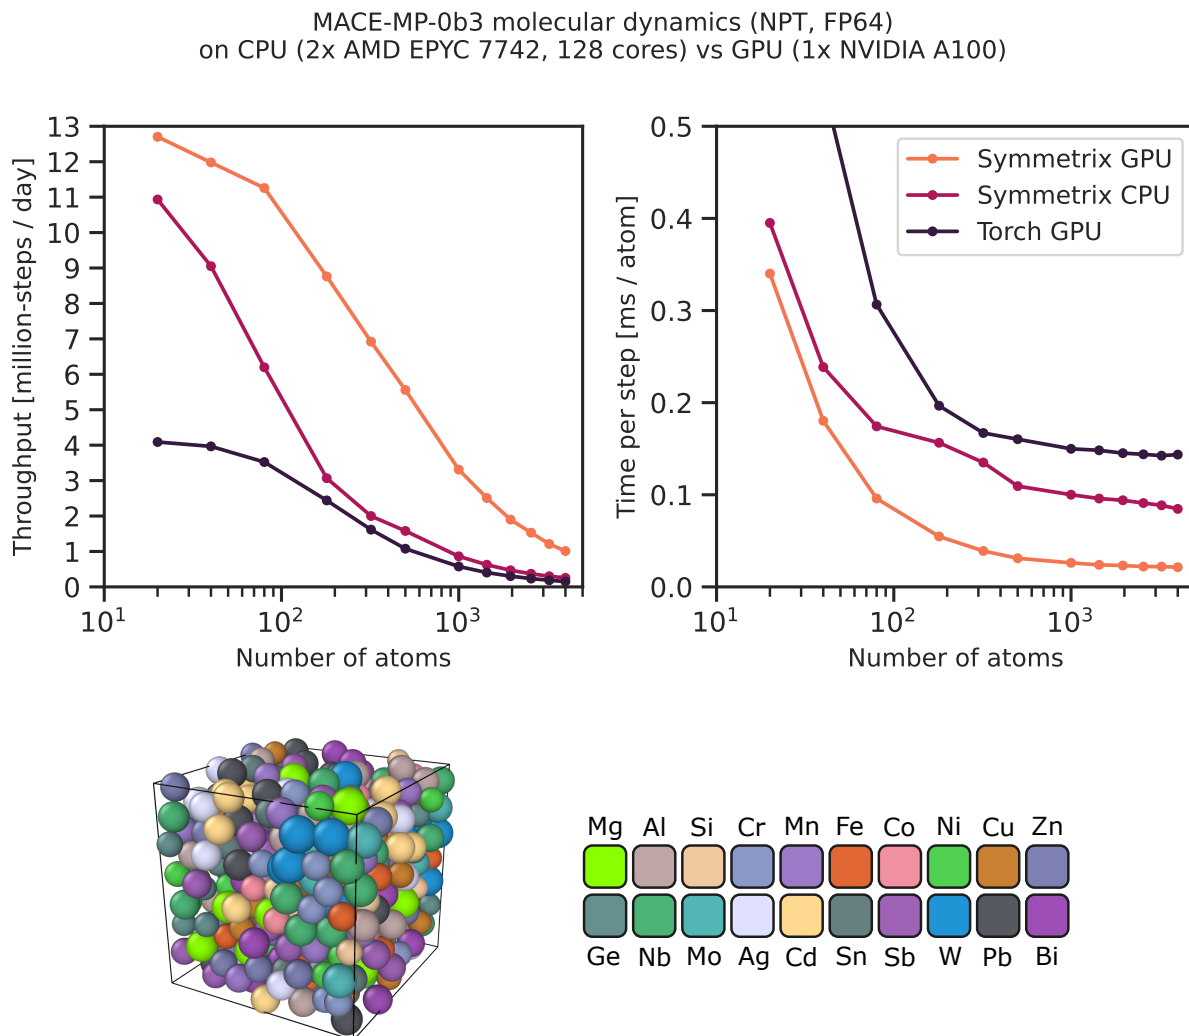 MACE-MP-0b3 molecular dynamics (NPT, FP64)
on CPU (2x AMD EPYC 7742, 128 cores) vs GPU (1x NVIDIA A100)
Throughput [million-steps / day]
13
12
11
10
9
8
7
6
5
4
3
2
1
0
10¹
10²
10³
Number of atoms
Time per step [ms / atom]
0.5
0.4
0.3
0.2
0.1
0.0
10¹
10²
10³
Number of atoms
Symmetrix GPU
Symmetrix CPU
Torch GPU
Mg Al Si Cr Mn Fe Co Ni Cu Zn
Ge Nb Mo Ag Cd Sn Sb W Pb Bi